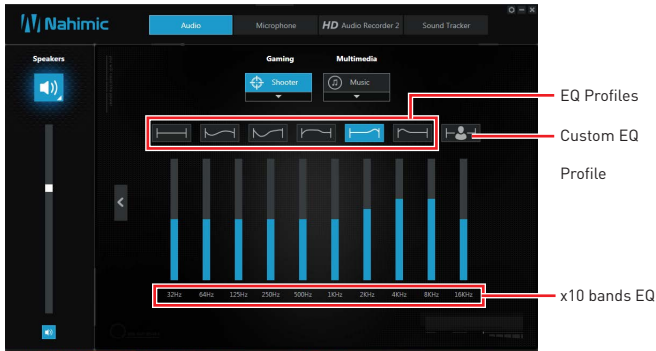 Nahimic
Audio
Microphone
HD Audio Recorder 2
Sound Tracker
Speakers
Gaming
Multimedia
Shooter
Music
EQ Profiles
Custom EQ
Profile
32Hz 64Hz 125Hz 250Hz 500Hz 1KHz 2KHz 4KHz 8KHz 16KHz
x10 bands EQ